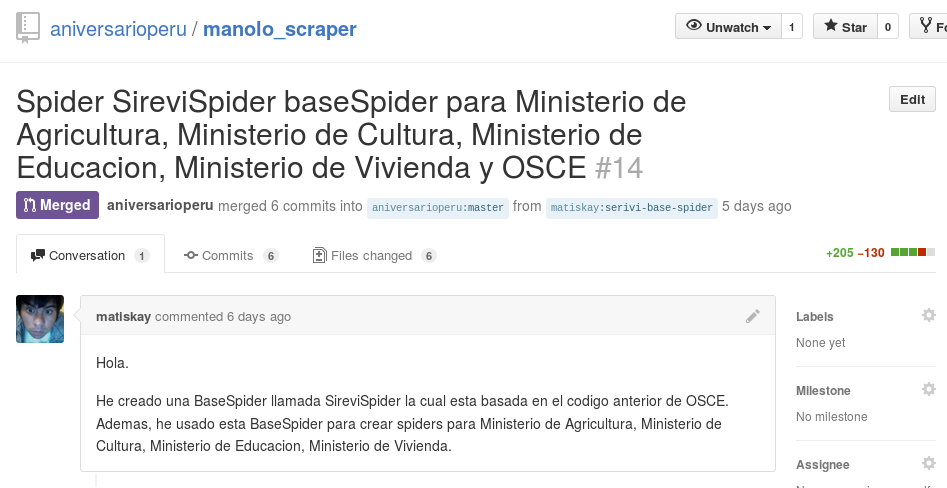 aniversarioperu / manolo_scraper
Unwatch 1
Star 0
Spider SireviSpider baseSpider para Ministerio de
Agricultura, Ministerio de Cultura, Ministerio de
Educacion, Ministerio de Vivienda y OSCE #14
Edit
Merged aniversarioperu merged 6 commits into aniversarioperu:master from matiskay:serivi-base-spider 5 days ago
Conversation 1
Commits 6
Files changed 6
+205 −130
matiskay commented 6 days ago
Hola.
He creado una BaseSpider llamada SireviSpider la cual esta basada en el codigo anterior de OSCE.
Ademas, he usado esta BaseSpider para crear spiders para Ministerio de Agricultura, Ministerio de
Cultura, Ministerio de Educacion, Ministerio de Vivienda.
Labels
None yet
Milestone
No milestone
Assignee